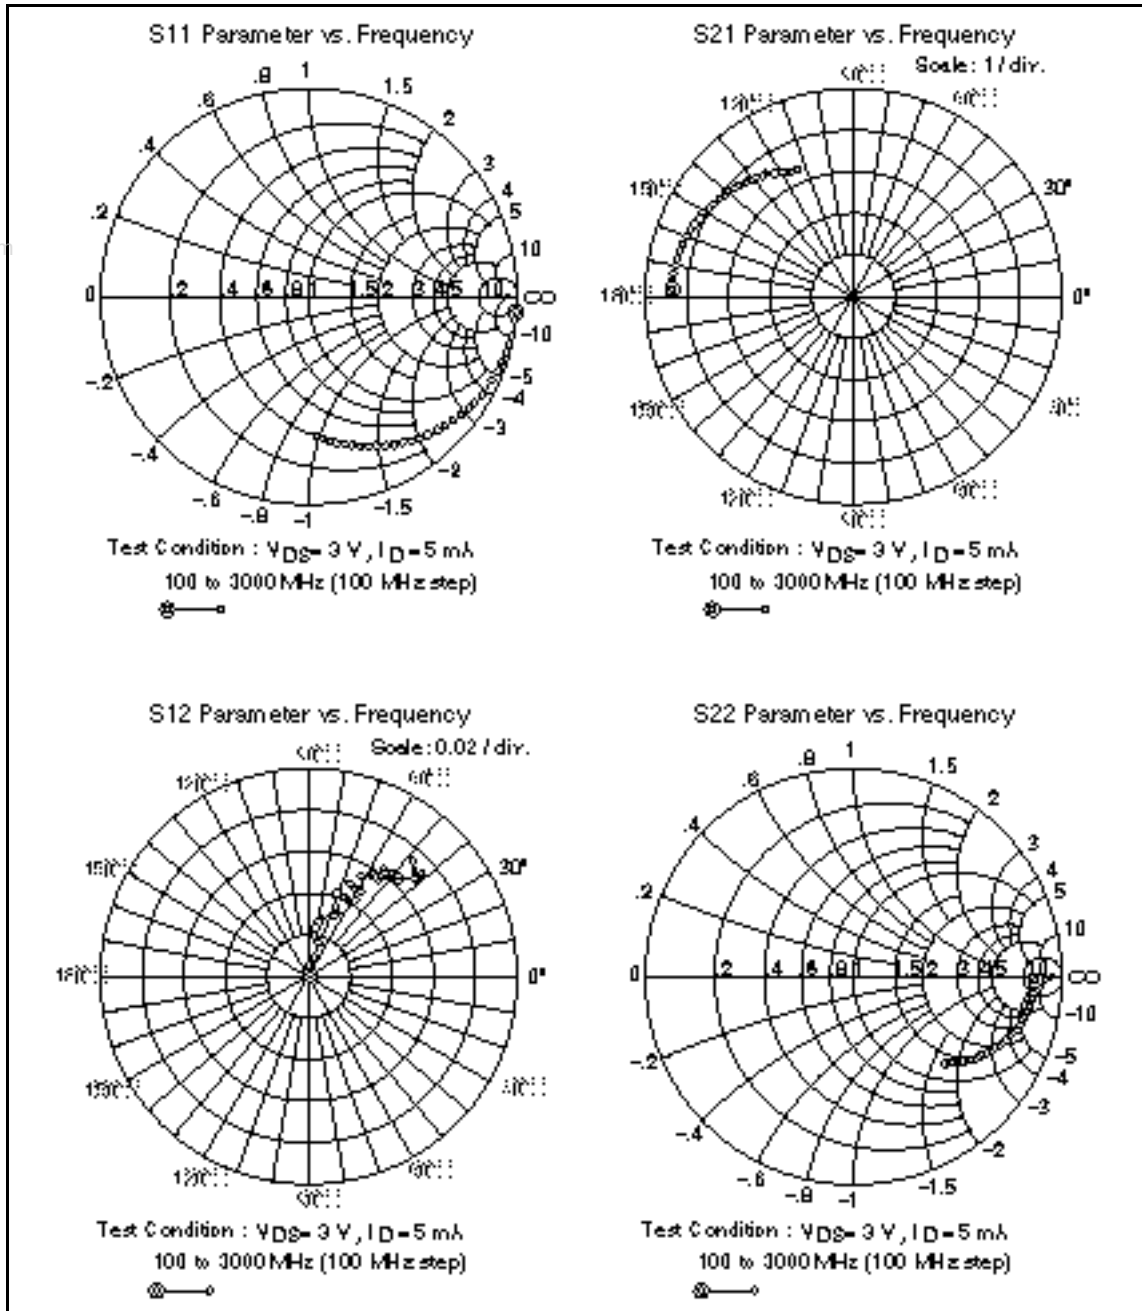 S11 Parameter vs. Frequency
.8 1 1.5
.6 2
.4 3
4
.2 5
10
0 .2 .4 .6 .8 1 1.5 2 3 4 5 10 ∞
-10
-.2 -5
-4
-.4 -3
-.6 -2
-.8 -1 -1.5
Test Condition : VDS= 3 V, ID= 5 mA
100 to 3000 MHz (100 MHz step)
S21 Parameter vs. Frequency
Scale: 1 / div.
30°
0°
Test Condition : VDS= 3 V, ID= 5 mA
100 to 3000 MHz (100 MHz step)
S12 Parameter vs. Frequency
Scale: 0.02 / div.
30°
0°
Test Condition : VDS= 3 V, ID= 5 mA
100 to 3000 MHz (100 MHz step)
S22 Parameter vs. Frequency
.8 1 1.5
.6 2
.4 3
4
.2 5
10
0 .2 .4 .6 .8 1 1.5 2 3 4 5 10 ∞
-10
-.2 -5
-4
-.4 -3
-.6 -2
-.8 -1 -1.5
Test Condition : VDS= 3 V, ID= 5 mA
100 to 3000 MHz (100 MHz step)